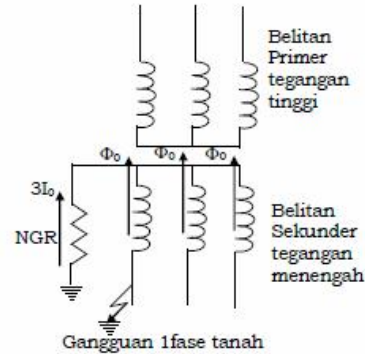 Belitan
Primer
tegangan
tinggi
Φ₀ Φ₀ Φ₀
3I₀
NGR
Belitan
Sekunder
tegangan
menengah
Gangguan 1fase tanah